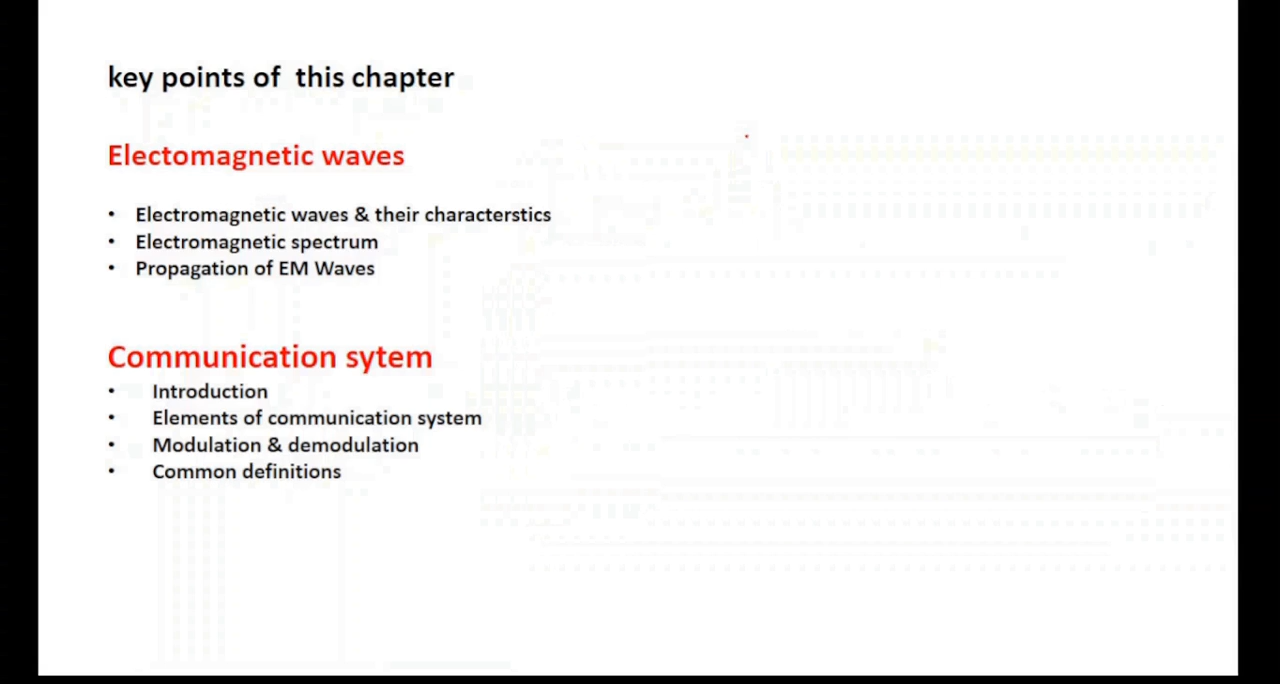 key points of  this chapter
Electomagnetic waves
• Electromagnetic waves & their characterstics
• Electromagnetic spectrum
• Propagation of EM Waves
Communication sytem
• Introduction
• Elements of communication system
• Modulation & demodulation
• Common definitions